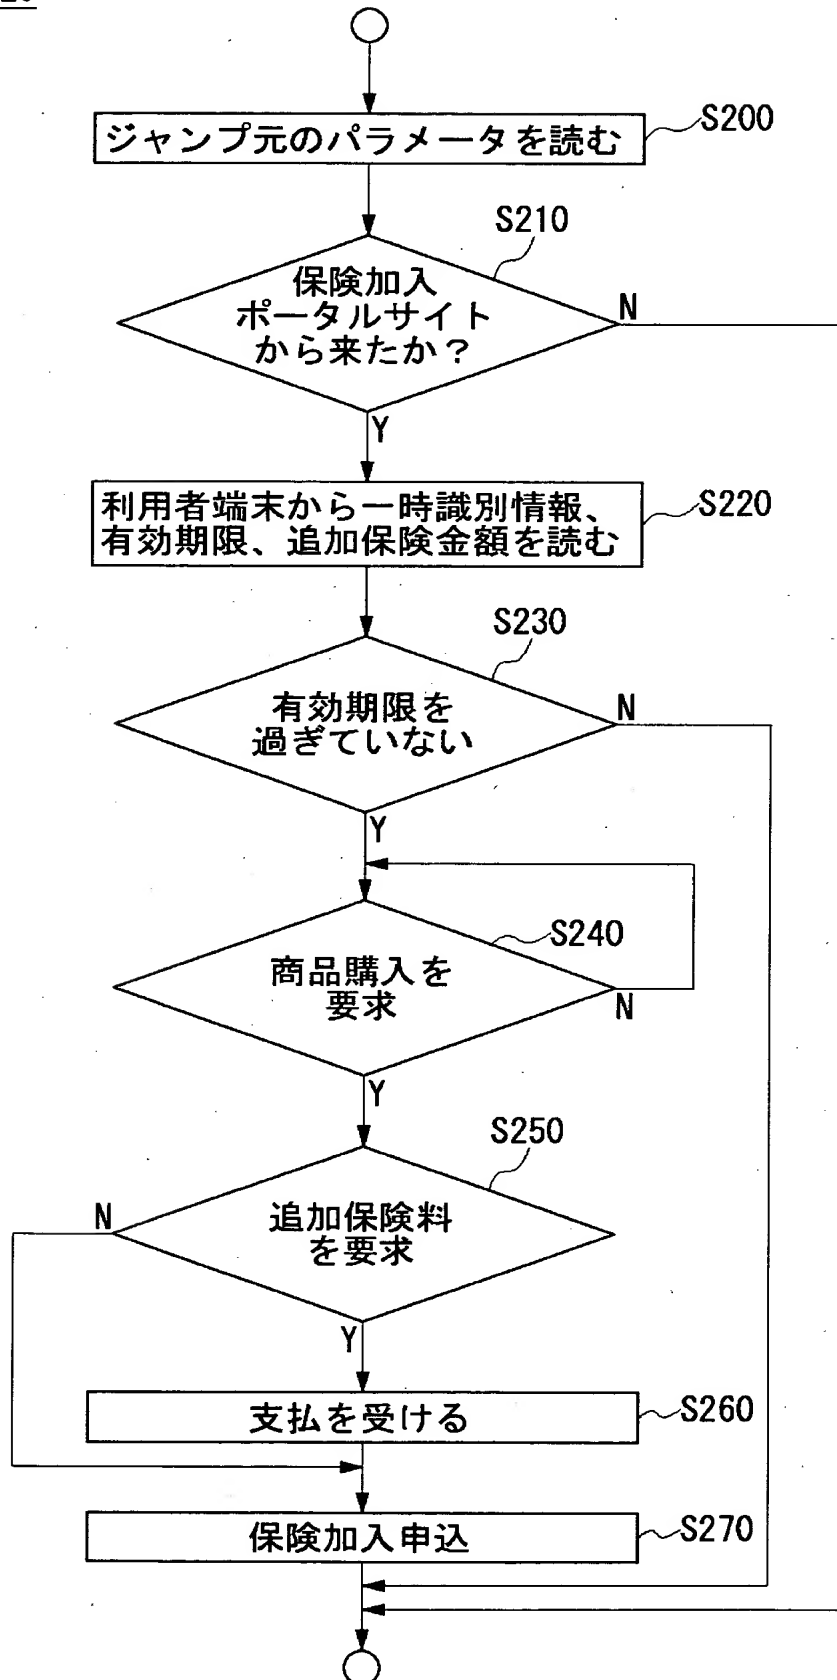 ジャンプ元のパラメータを読む
S200
S210
保険加入
ポータルサイト
から来たか？
N
Y
利用者端末から一時識別情報、
有効期限、追加保険金額を読む
S220
S230
有効期限を
過ぎていない
N
Y
S240
商品購入を
要求
N
Y
S250
追加保険料
を要求
N
Y
支払を受ける
S260
保険加入申込
S270